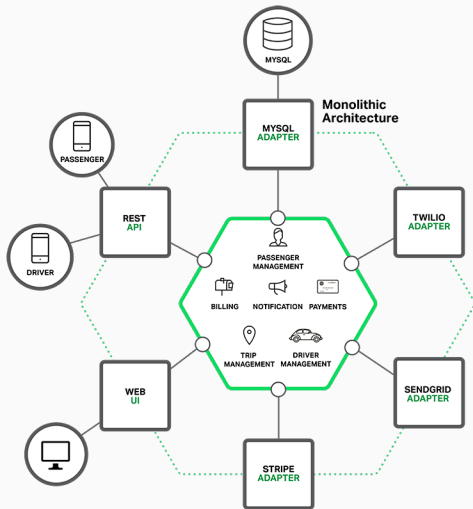 MYSQL
Monolithic
Architecture
MYSQL
ADAPTER
PASSENGER
REST
API
TWILIO
ADAPTER
DRIVER
PASSENGER
MANAGEMENT
BILLING
NOTIFICATION
PAYMENTS
TRIP
MANAGEMENT
DRIVER
MANAGEMENT
WEB
UI
SENDGRID
ADAPTER
STRIPE
ADAPTER